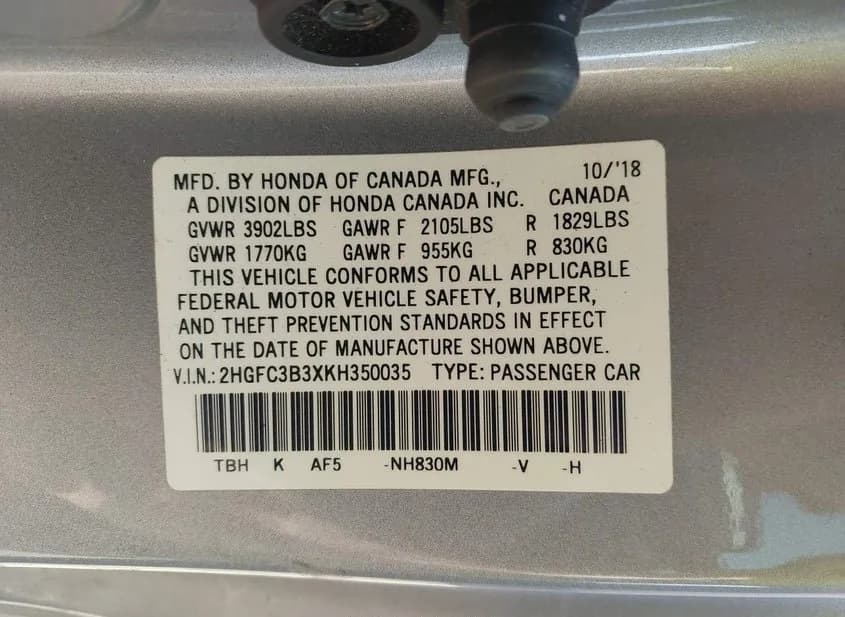 MFD. BY HONDA OF CANADA MFG., 10/'18
A DIVISION OF HONDA CANADA INC. CANADA
GVWR 3902LBS GAWR F 2105LBS R 1829LBS
GVWR 1770KG GAWR F 955KG R 830KG
THIS VEHICLE CONFORMS TO ALL APPLICABLE
FEDERAL MOTOR VEHICLE SAFETY, BUMPER,
AND THEFT PREVENTION STANDARDS IN EFFECT
ON THE DATE OF MANUFACTURE SHOWN ABOVE.
V.I.N.: 2HGFC3B3XKH350035 TYPE: PASSENGER CAR
TBH K AF5 -NH830M -V -H